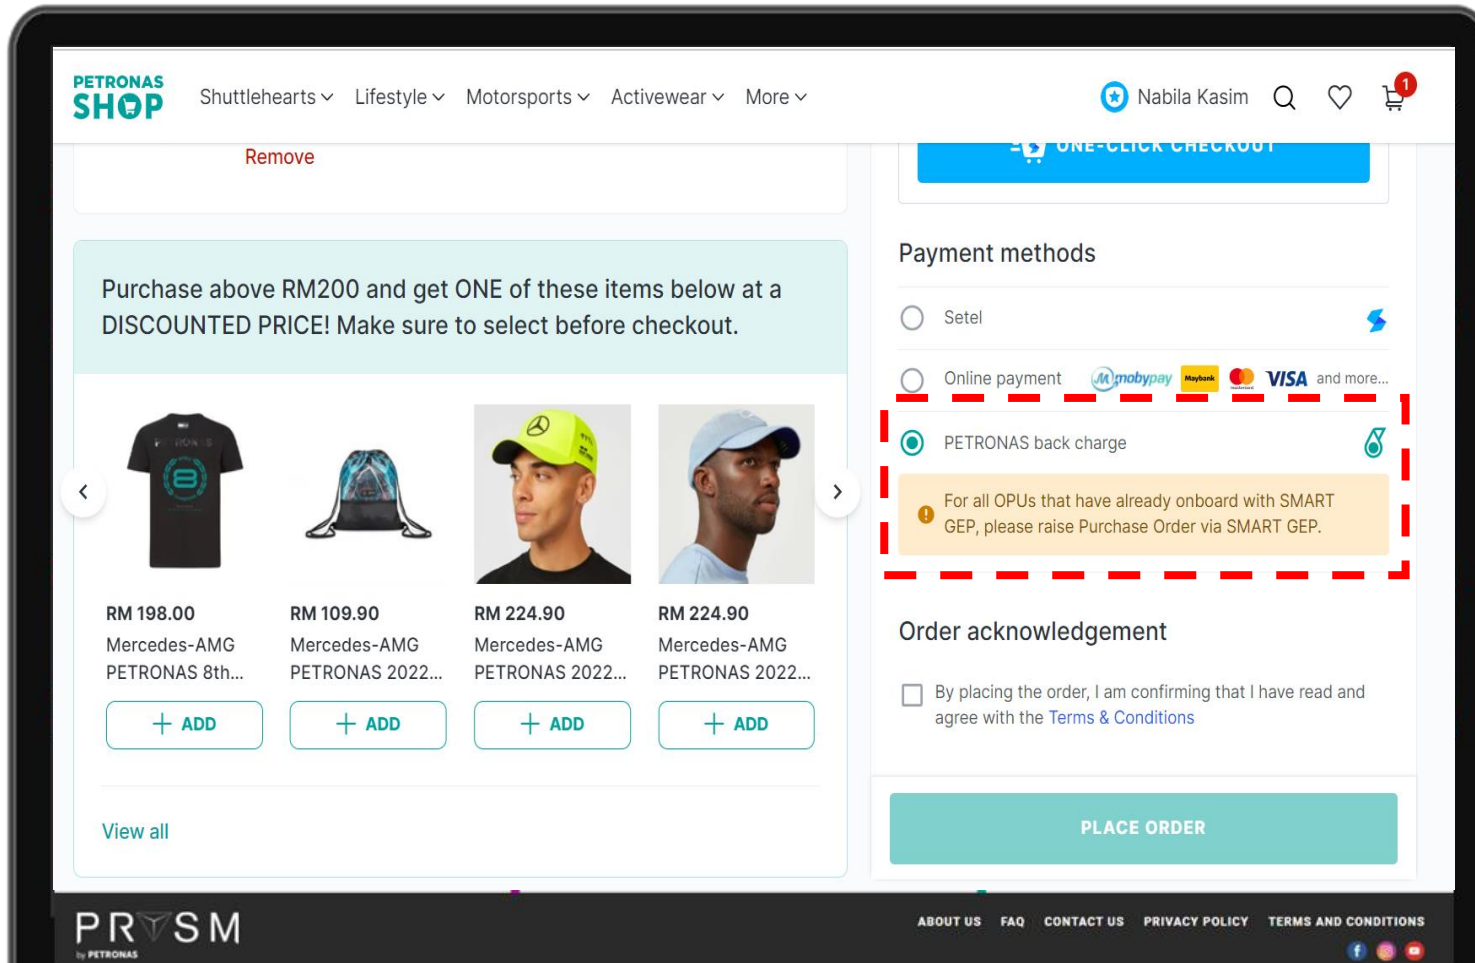 PETRONAS
SHOP
Shuttlehearts Lifestyle Motorsports Activewear More
Nabila Kasim
1
Remove
ONE-CLICK CHECKOUT
Purchase above RM200 and get ONE of these items below at a
DISCOUNTED PRICE! Make sure to select before checkout.
RM 198.00
Mercedes-AMG
PETRONAS 8th...
+ ADD
RM 109.90
Mercedes-AMG
PETRONAS 2022...
+ ADD
RM 224.90
Mercedes-AMG
PETRONAS 2022...
+ ADD
RM 224.90
Mercedes-AMG
PETRONAS 2022...
+ ADD
View all
Payment methods
Setel
Online payment mobypay Maybank VISA and more...
PETRONAS back charge
For all OPUs that have already onboard with SMART
GEP, please raise Purchase Order via SMART GEP.
Order acknowledgement
By placing the order, I am confirming that I have read and
agree with the Terms & Conditions
PLACE ORDER
PRYSM
by PETRONAS
ABOUT US FAQ CONTACT US PRIVACY POLICY TERMS AND CONDITIONS